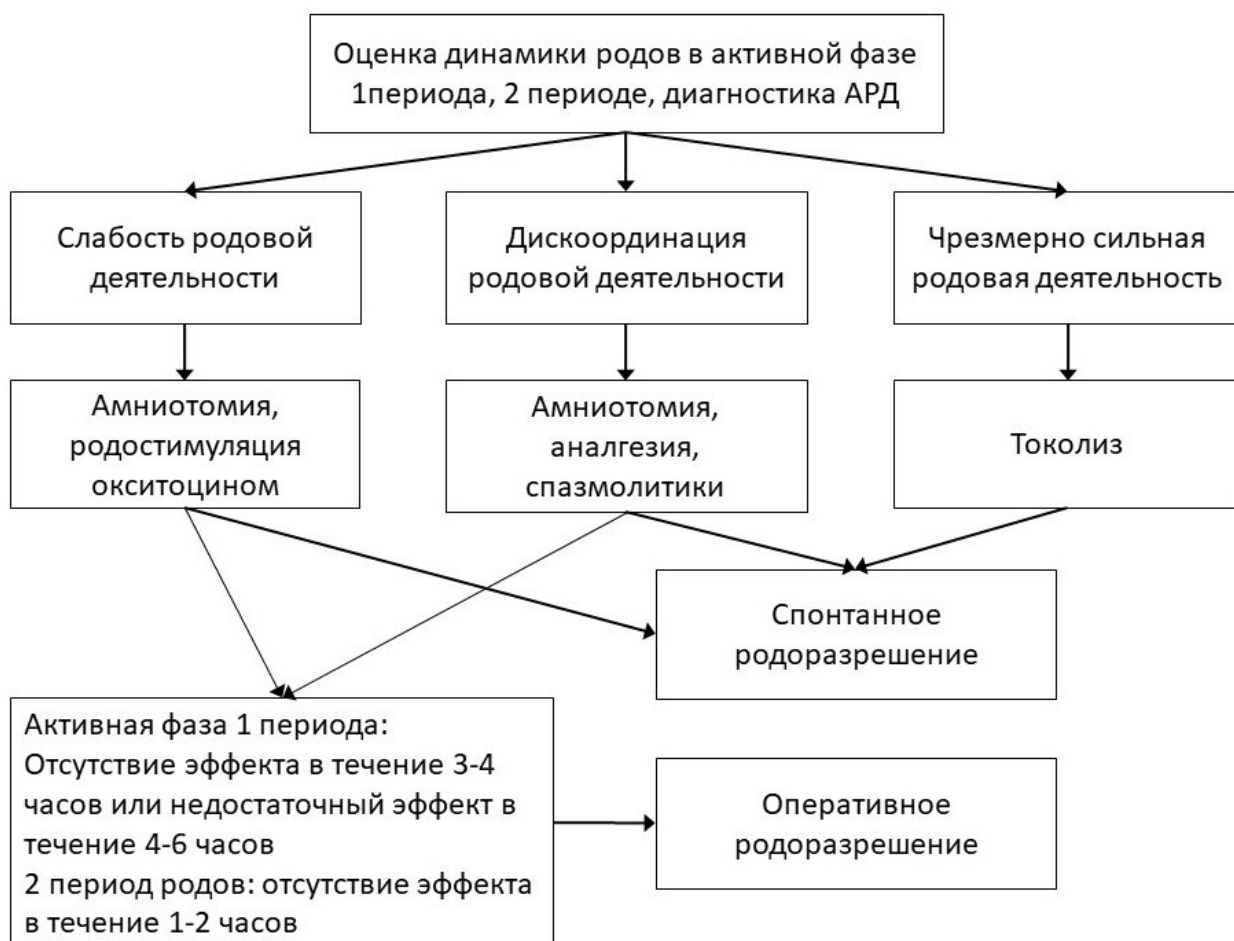 Оценка динамики родов в активной фазе
1периода, 2 периоде, диагностика АРД
Слабость родовой
деятельности
Дискоординация
родовой деятельности
Чрезмерно сильная
родовая деятельность
Амниотомия,
родостимуляция
окситоцином
Амниотомия,
аналгезия,
спазмолитики
Токолиз
Спонтанное
родоразрешение
Активная фаза 1 периода:
Отсутствие эффекта в течение 3-4
часов или недостаточный эффект в
течение 4-6 часов
2 период родов: отсутствие эффекта
в течение 1-2 часов
Оперативное
родоразрешение